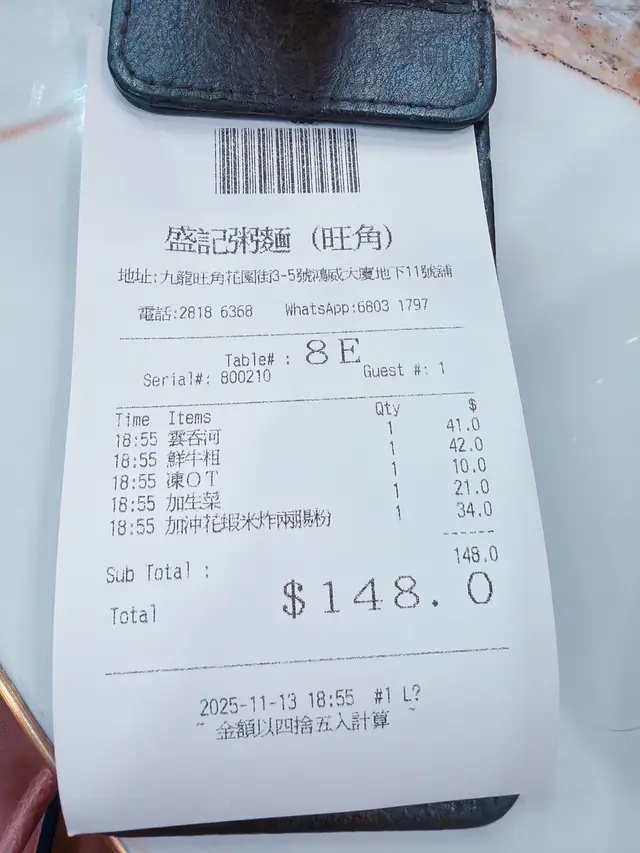 盛記粥麵 (旺角)
地址:九龍旺角花園街3-5號鴻威大廈地下11號舖
電話:2818 6368 WhatsApp:6803 1797
Table# : 8E
Serial#: 800210 Guest #: 1
Time Items Qty $
18:55 雲吞河 1 41.0
18:55 鮮牛粗 1 42.0
18:55 凍OT 1 10.0
18:55 加生菜 1 21.0
18:55 加沖花蝦米炸兩腸粉 1 34.0
Sub Total : 148.0
Total $148.0
2025-11-13 18:55 #1 L?
~ 金額以四捨五入計算 ~